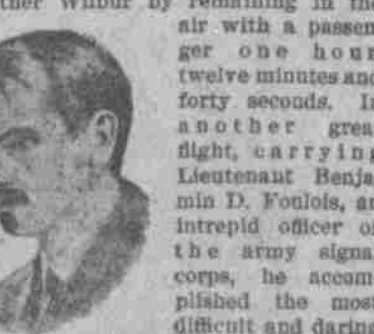 ther Wilbur by remaining in the
air with a passen
ger one hour
twelve minutes and
forty seconds. In
another grea
flight, carrying
Lieutenant Benja
min D. Foulois, an
intrepid officer of
the army signa
corps, he accom
plished the most
difficult and daring